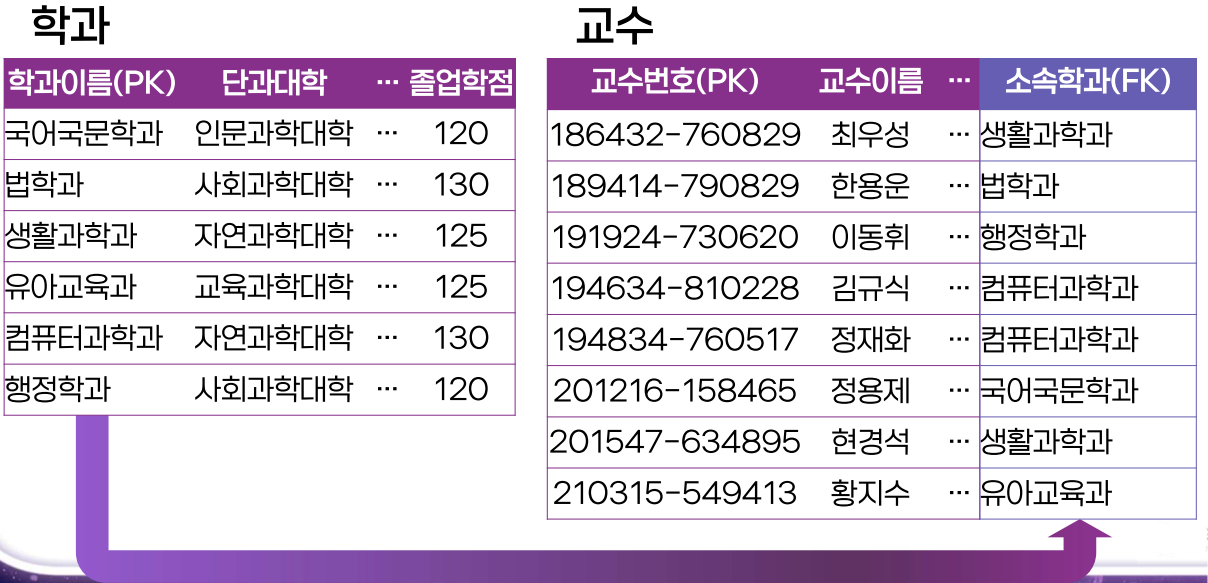 학과
학과이름(PK) 단과대학 ··· 졸업학점
국어국문학과 인문과학대학 ··· 120
법학과 사회과학대학 ··· 130
생활과학과 자연과학대학 ··· 125
유아교육과 교육과학대학 ··· 125
컴퓨터과학과 자연과학대학 ··· 130
행정학과 사회과학대학 ··· 120
교수
교수번호(PK) 교수이름 ··· 소속학과(FK)
186432-760829 최우성 ··· 생활과학과
189414-790829 한용운 ··· 법학과
191924-730620 이동휘 ··· 행정학과
194634-810228 김규식 ··· 컴퓨터과학과
194834-760517 정재화 ··· 컴퓨터과학과
201216-158465 정용제 ··· 국어국문학과
201547-634895 현경석 ··· 생활과학과
210315-549413 황지수 ··· 유아교육과